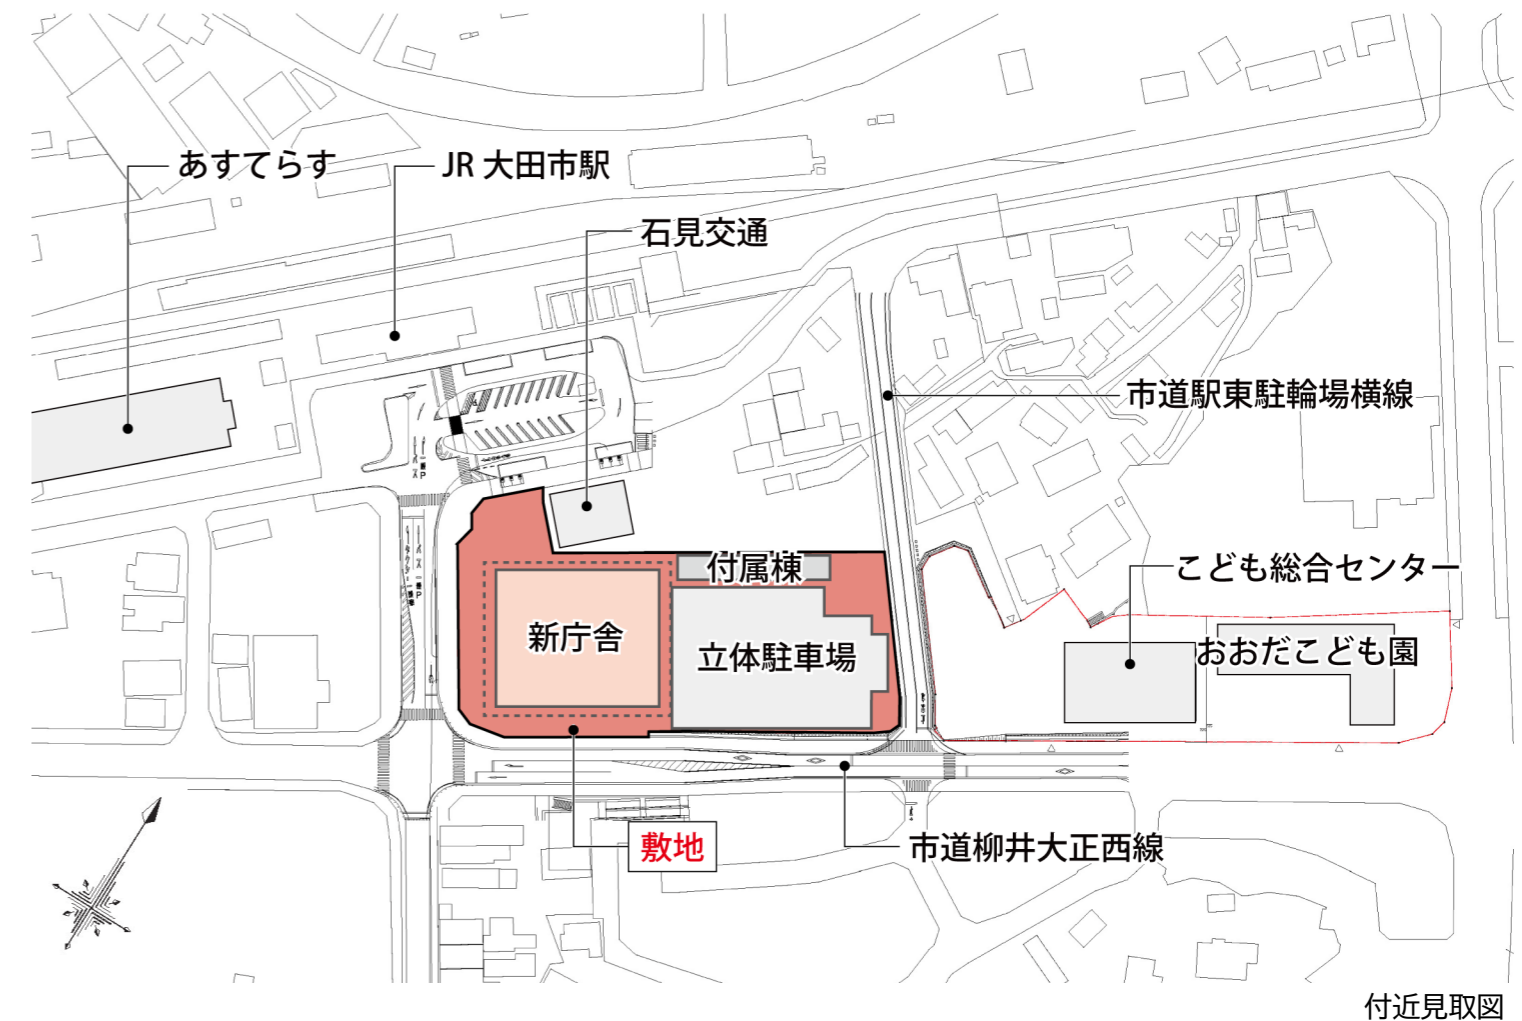 あすてらす
JR 大田市駅
石見交通
市道駅東駐輪場横線
付属棟
こども総合センター
新庁舎
立体駐車場
おおだこども園
敷地
市道柳井大正西線
付近見取図